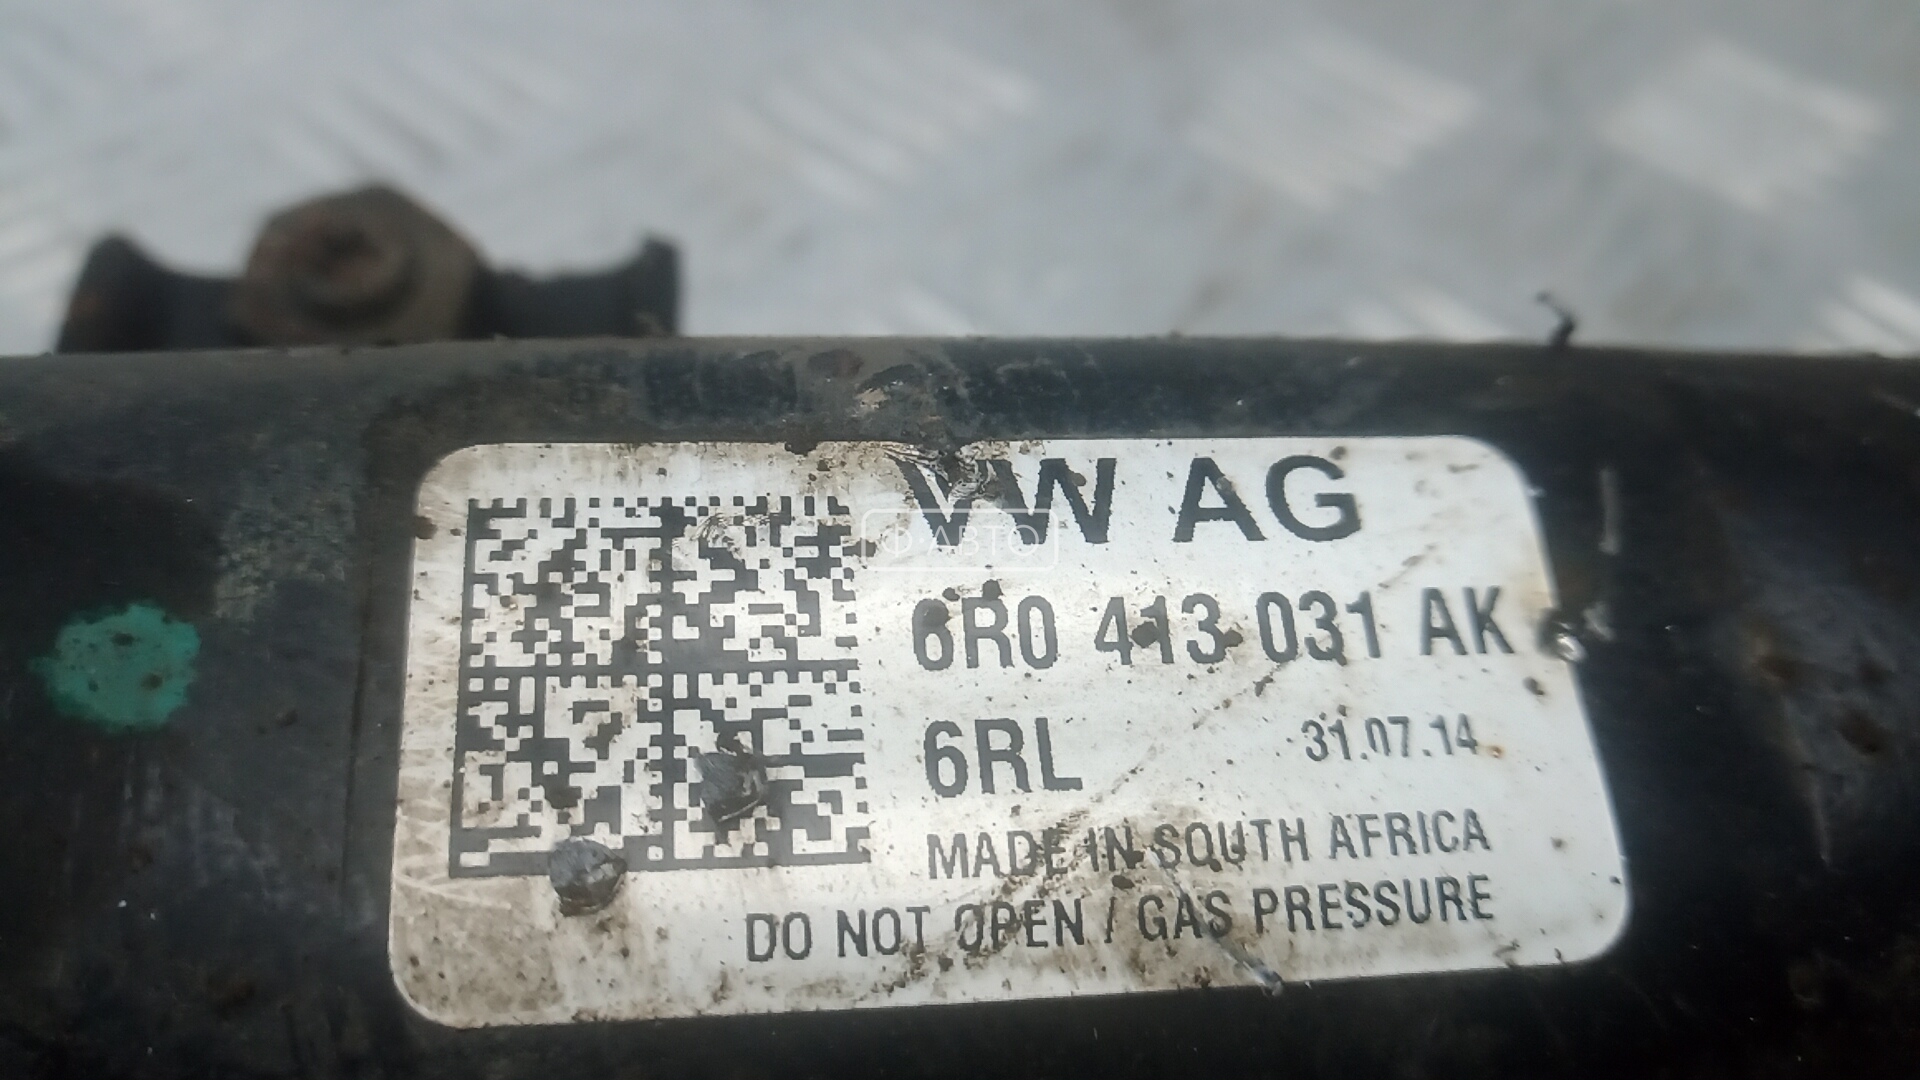 VW AG
Ф·АВТО
6R0 413 031 AK
6RL
31.07.14
MADE IN SOUTH AFRICA
DO NOT OPEN / GAS PRESSURE